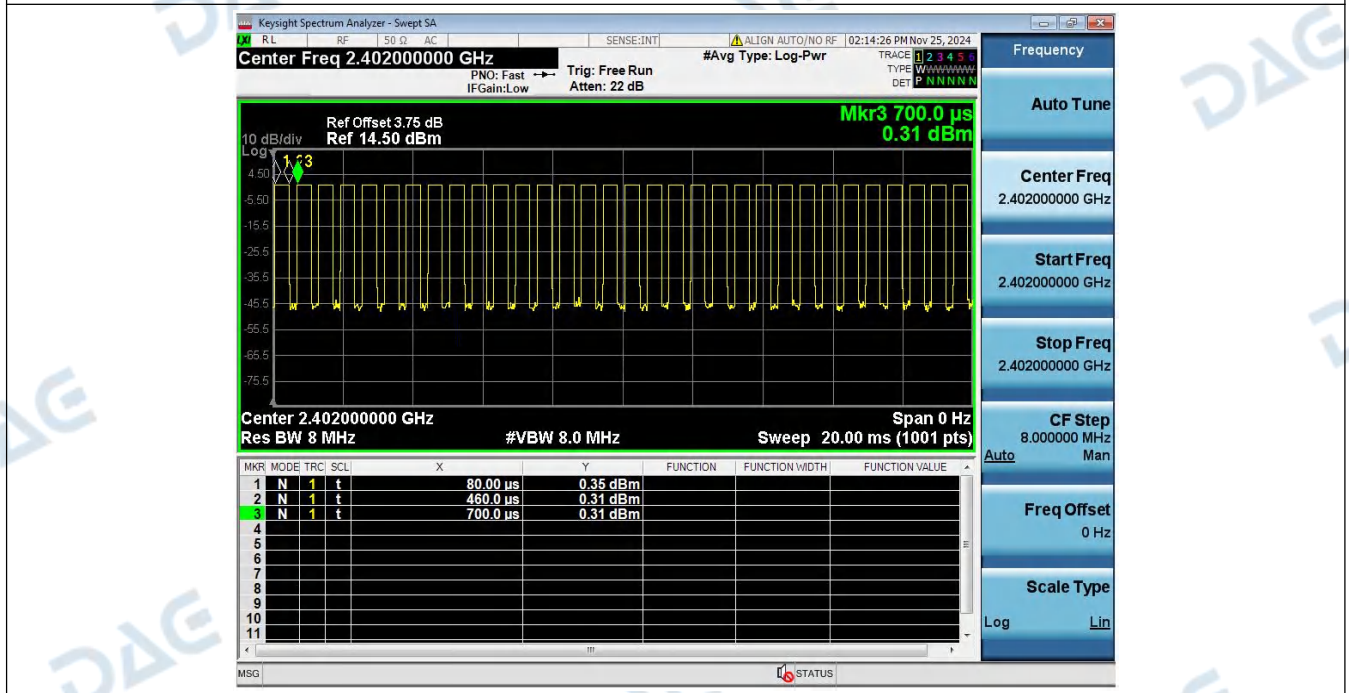 DAG
Keysight Spectrum Analyzer - Swept SA
LXI RL RF 50 Ω AC SENSE:INT ALIGN AUTO/NO RF 02:14:26 PM Nov 25, 2024
Center Freq 2.402000000 GHz #Avg Type: Log-Pwr TRACE 1 2 3 4 5 6
PNO: Fast Trig: Free Run TYPE WWWWWW
IFGain:Low Atten: 22 dB DET P N N N N N
Frequency
Auto Tune
Center Freq
2.402000000 GHz
Start Freq
2.402000000 GHz
Stop Freq
2.402000000 GHz
CF Step
8.000000 MHz
Auto Man
Freq Offset
0 Hz
Scale Type
Log Lin
Mkr3 700.0 µs
0.31 dBm
Ref Offset 3.75 dB
10 dB/div Ref 14.50 dBm
Log
4.50
-5.50
-15.5
-25.5
-35.5
-45.5
-55.5
-65.5
-75.5
Center 2.402000000 GHz Span 0 Hz
Res BW 8 MHz #VBW 8.0 MHz Sweep 20.00 ms (1001 pts)
MKR MODE TRC SCL X Y FUNCTION FUNCTION WIDTH FUNCTION VALUE
1 N 1 t 80.00 µs 0.35 dBm
2 N 1 t 460.0 µs 0.31 dBm
3 N 1 t 700.0 µs 0.31 dBm
4
5
6
7
8
9
10
11
MSG STATUS
DAG